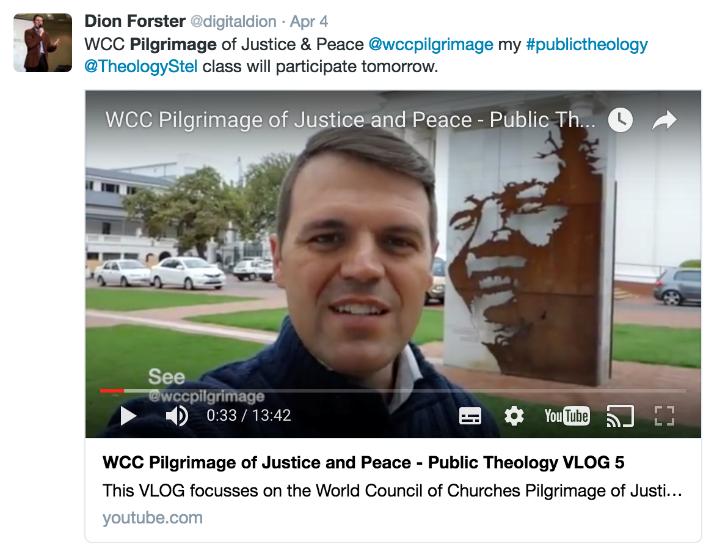 Dion Forster @digitaldion · Apr 4
WCC Pilgrimage of Justice & Peace @wccpilgrimage my #publictheology
@TheologyStel class will participate tomorrow.
WCC Pilgrimage of Justice and Peace - Public Th...
See
@wccpilgrimage
0:33 / 13:42
YouTube
WCC Pilgrimage of Justice and Peace - Public Theology VLOG 5
This VLOG focusses on the World Council of Churches Pilgrimage of Justi...
youtube.com